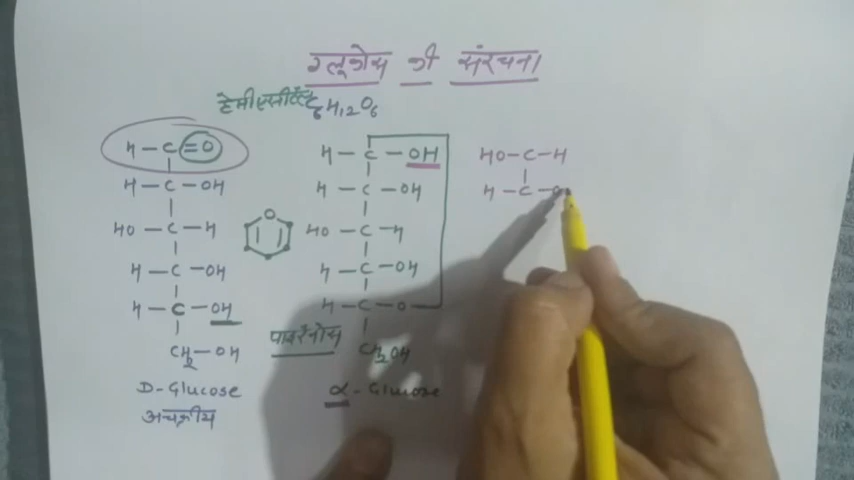 ग्लूकोस की संरचना
हेमीएसीटैल C6H12O6
H-C=O
H-C-OH
HO-C-H
H-C-OH
H-C-OH
CH2-OH
D-Glucose
अचक्रीय
O
पाइरैनोस
H-C-OH
H-C-OH
HO-C-H
H-C-OH
H-C-O
CH2OH
α-Glucose
HO-C-H
H-C-O